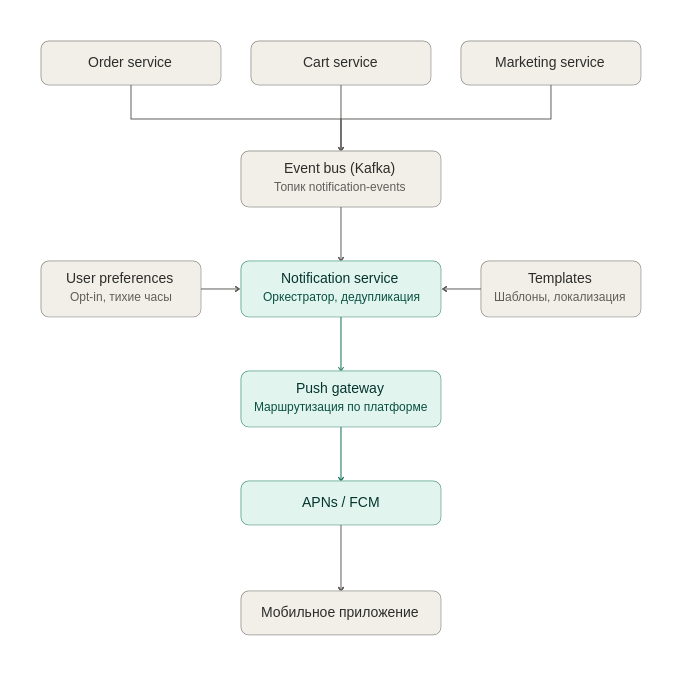 Order service
Cart service
Marketing service
Event bus (Kafka)
Топик notification-events
User preferences
Opt-in, тихие часы
Notification service
Оркестратор, дедупликация
Templates
Шаблоны, локализация
Push gateway
Маршрутизация по платформе
APNs / FCM
Мобильное приложение